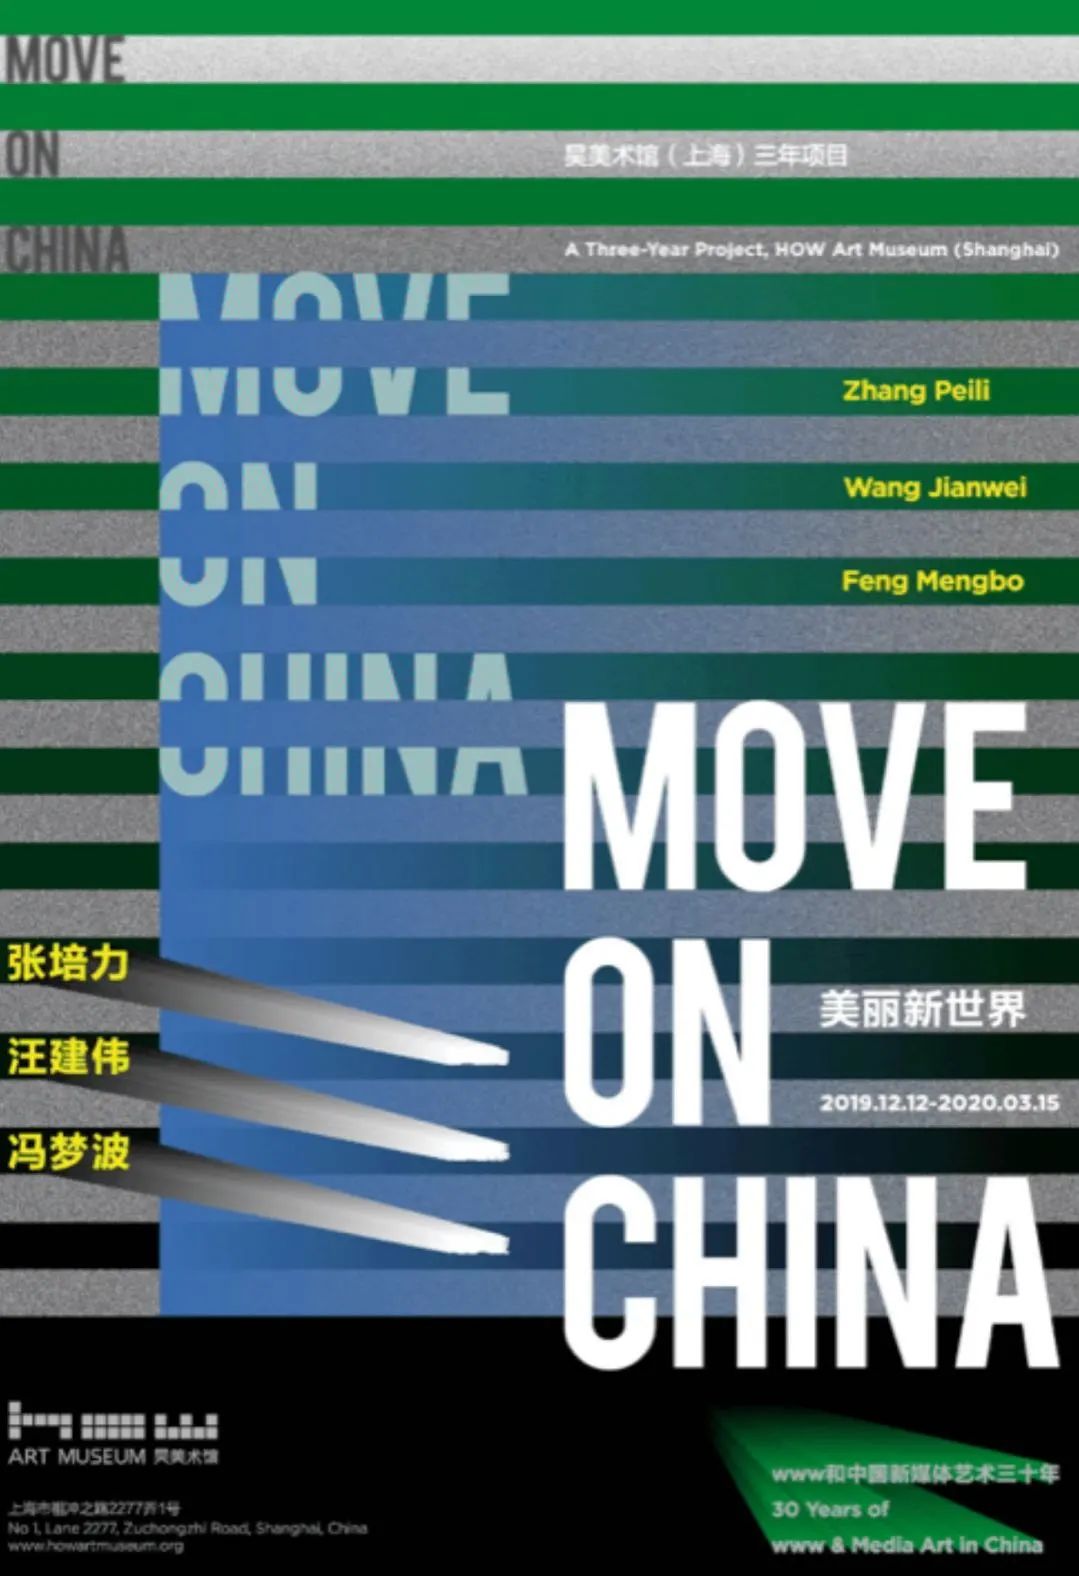 MOVE
ON
昊美术馆（上海）三年项目
CHINA
A Three-Year Project, HOW Art Museum (Shanghai)
MOVE
Zhang Peili
ON
Wang Jianwei
Feng Mengbo
CHINA
MOVE
张培力
ON
美丽新世界
汪建伟
2019.12.12-2020.03.15
冯梦波
CHINA
HOW
ART MUSEUM 昊美术馆
上海市祖冲之路2277弄1号
No 1, Lane 2277, Zuchongzhi Road, Shanghai, China
www.howartmuseum.org
www和中国新媒体艺术三十年
30 Years of
www & Media Art in China